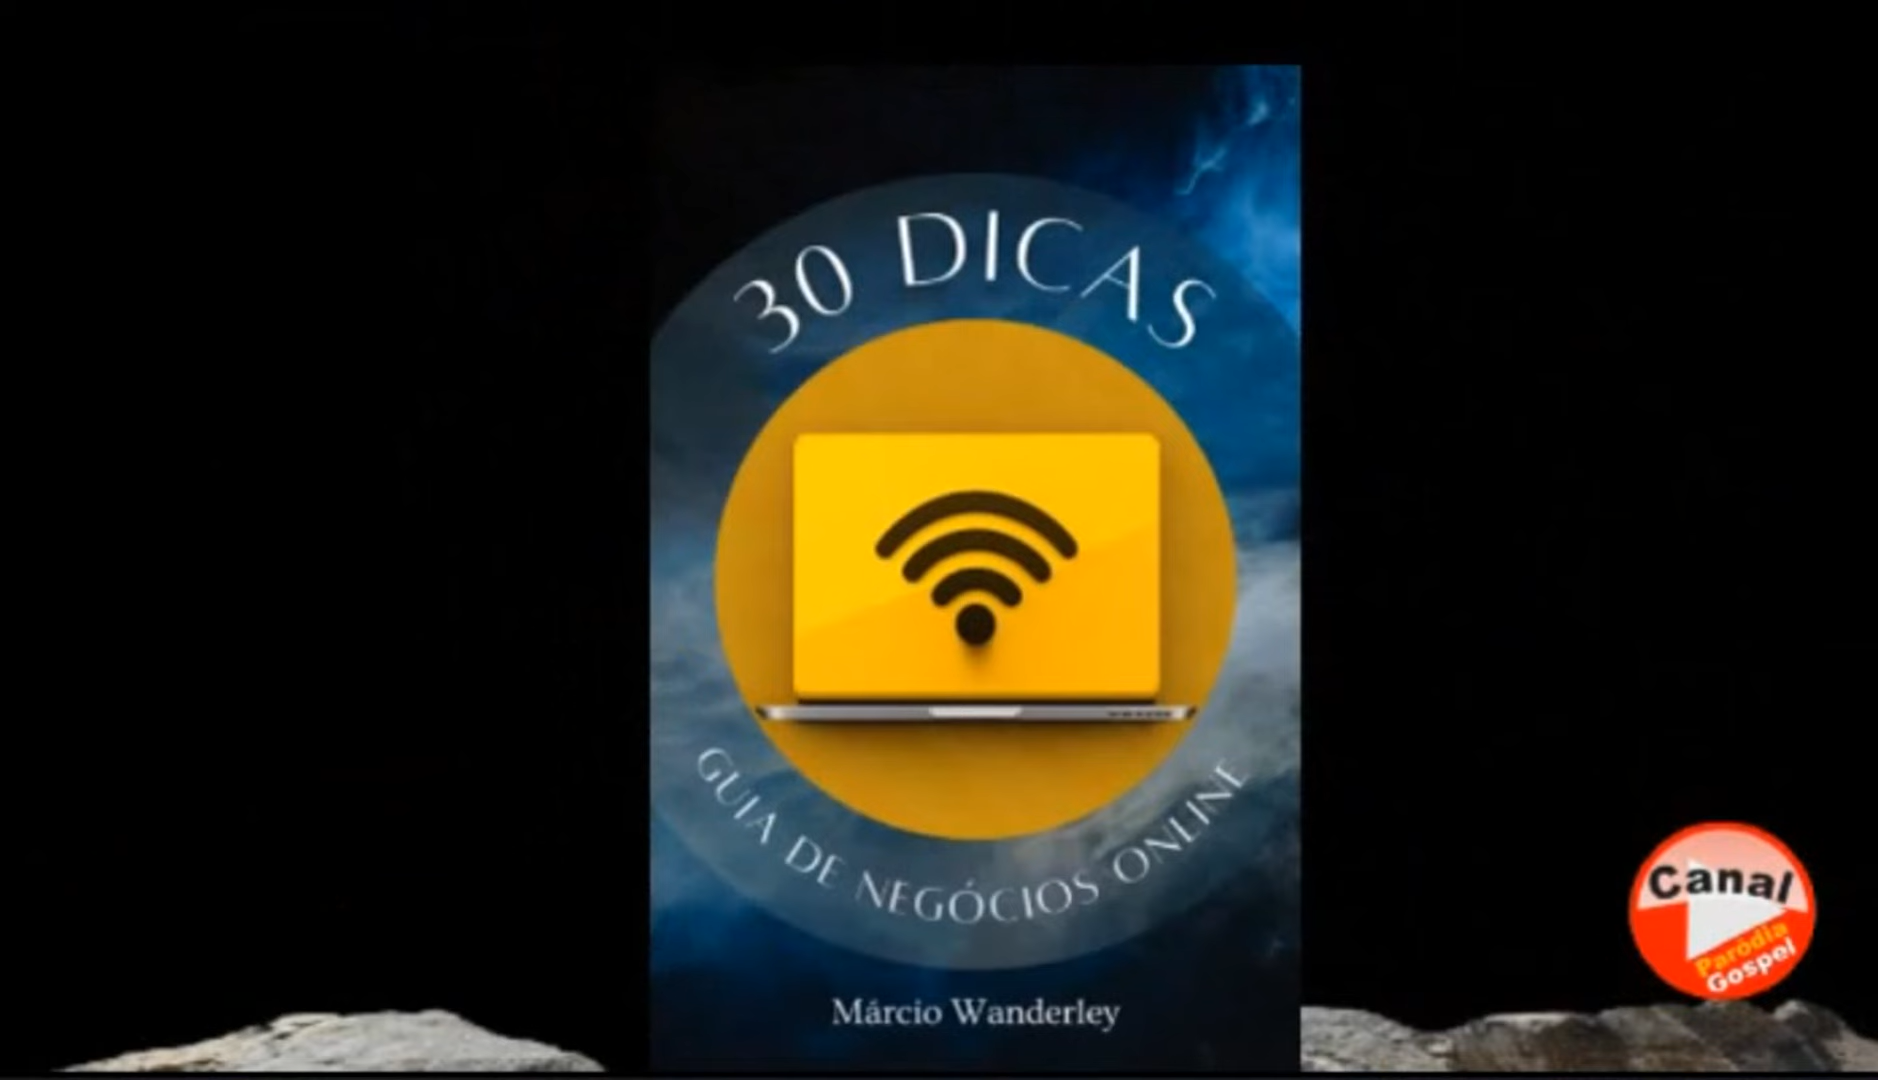 30 DICAS
GUIA DE NEGÓCIOS ONLINE
Márcio Wanderley
Canal
Paródia
Gospel